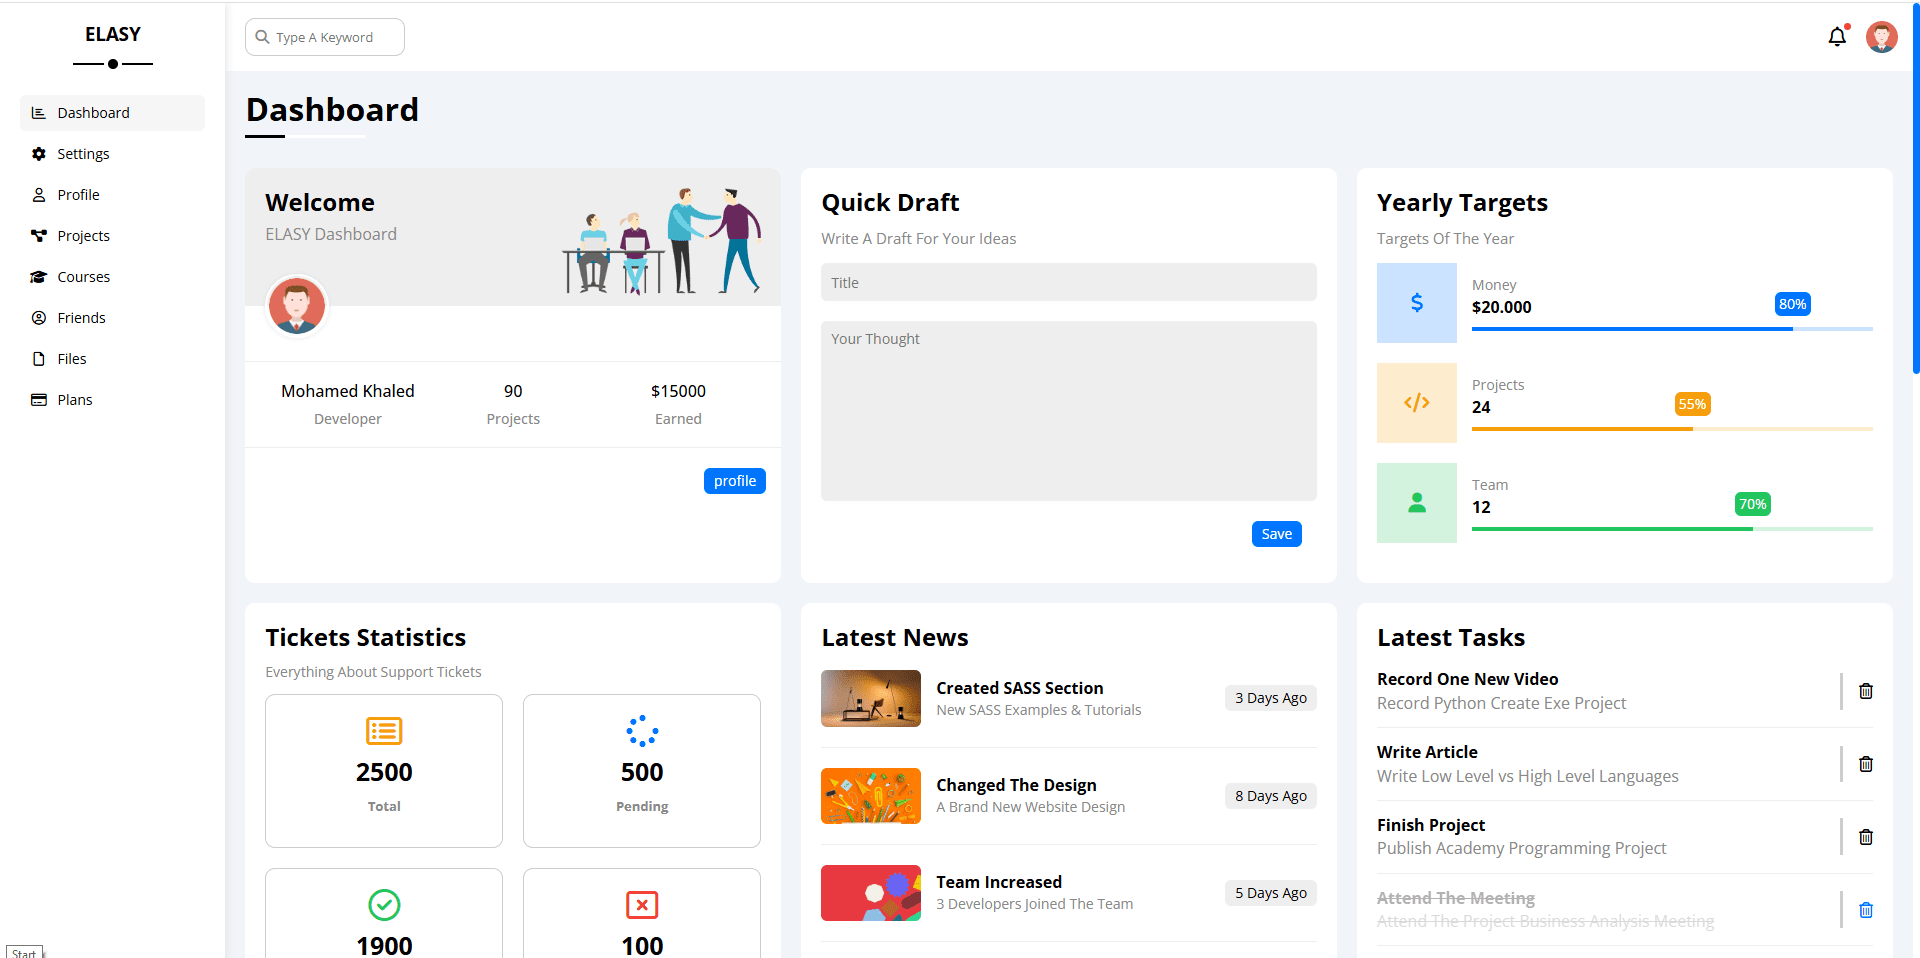 ELASY
Type A Keyword
Dashboard
Settings
Profile
Projects
Courses
Friends
Files
Plans
Dashboard
Welcome
ELASY Dashboard
Mohamed Khaled
Developer
90
Projects
$15000
Earned
profile
Quick Draft
Write A Draft For Your Ideas
Title
Your Thought
Save
Yearly Targets
Targets Of The Year
$
Money
$20.000
80%
</>
Projects
24
55%
Team
12
70%
Tickets Statistics
Everything About Support Tickets
2500
Total
500
Pending
1900
100
Latest News
Created SASS Section
New SASS Examples & Tutorials
3 Days Ago
Changed The Design
A Brand New Website Design
8 Days Ago
Team Increased
3 Developers Joined The Team
5 Days Ago
Latest Tasks
Record One New Video
Record Python Create Exe Project
Write Article
Write Low Level vs High Level Languages
Finish Project
Publish Academy Programming Project
Attend The Meeting
Attend The Project Business Analysis Meeting
Start